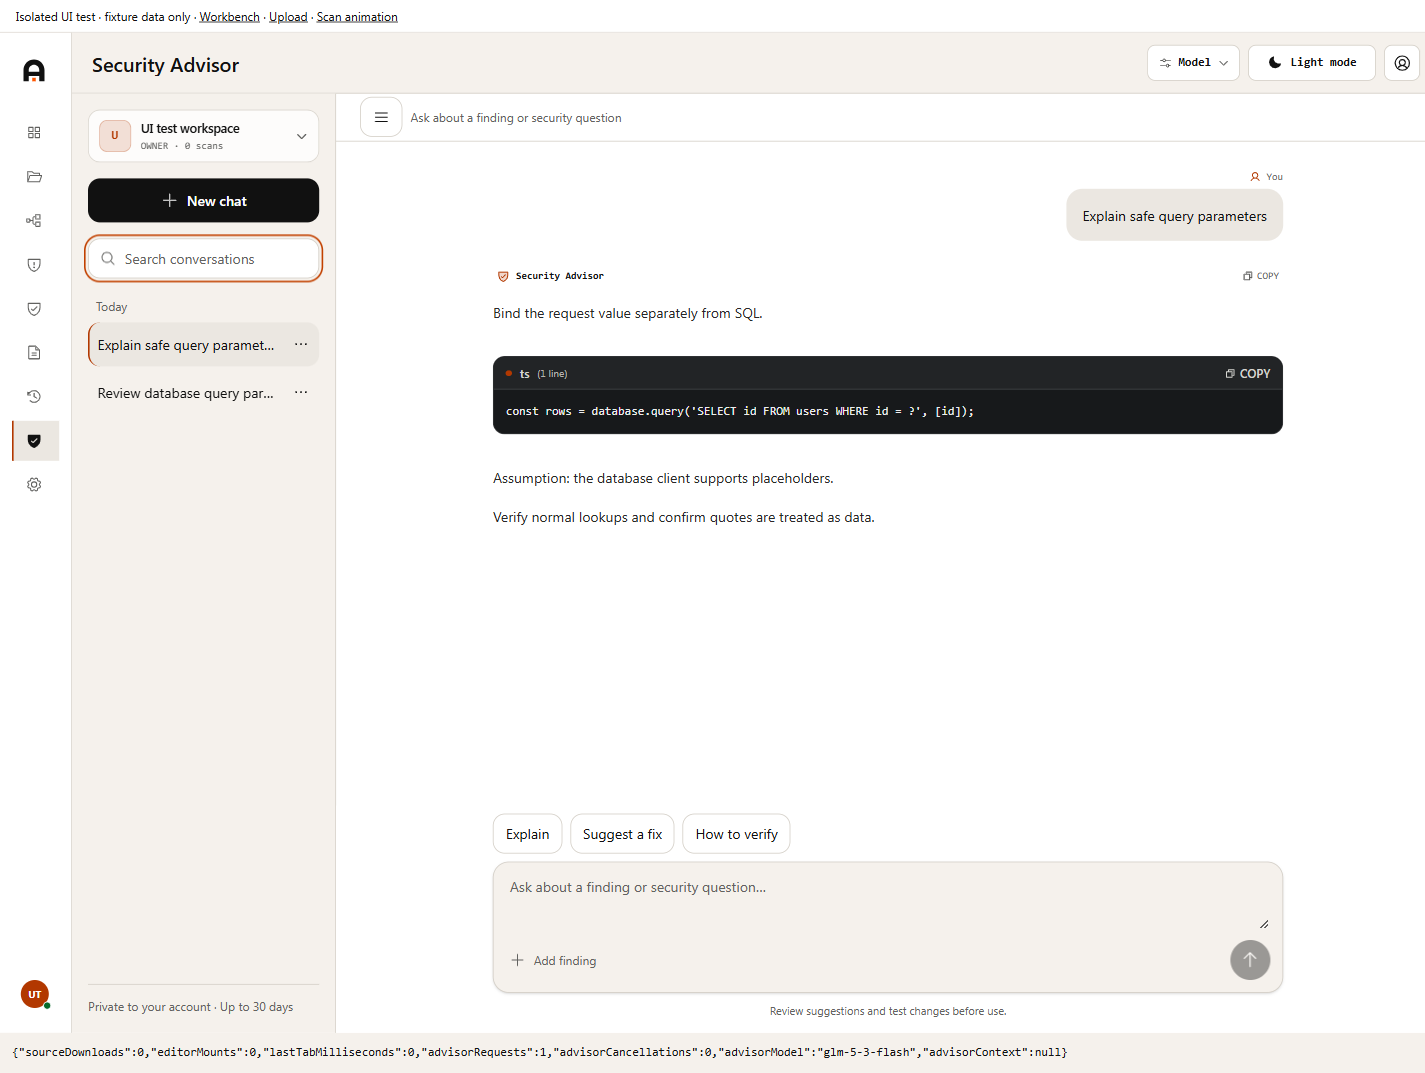 Isolated UI test · fixture data only · Workbench · Upload · Scan animation
Security Advisor
Model
Light mode
U
UI test workspace
OWNER · 0 scans
New chat
Search conversations
Today
Explain safe query paramet...
Review database query par...
Private to your account · Up to 30 days
UT
Ask about a finding or security question
You
Explain safe query parameters
Security Advisor
COPY
Bind the request value separately from SQL.
ts (1 line)
COPY
const rows = database.query('SELECT id FROM users WHERE id = ?', [id]);
Assumption: the database client supports placeholders.
Verify normal lookups and confirm quotes are treated as data.
Explain
Suggest a fix
How to verify
Ask about a finding or security question...
Add finding
Review suggestions and test changes before use.
{"sourceDownloads":0,"editorMounts":0,"lastTabMilliseconds":0,"advisorRequests":1,"advisorCancellations":0,"advisorModel":"glm-5-3-flash","advisorContext":null}